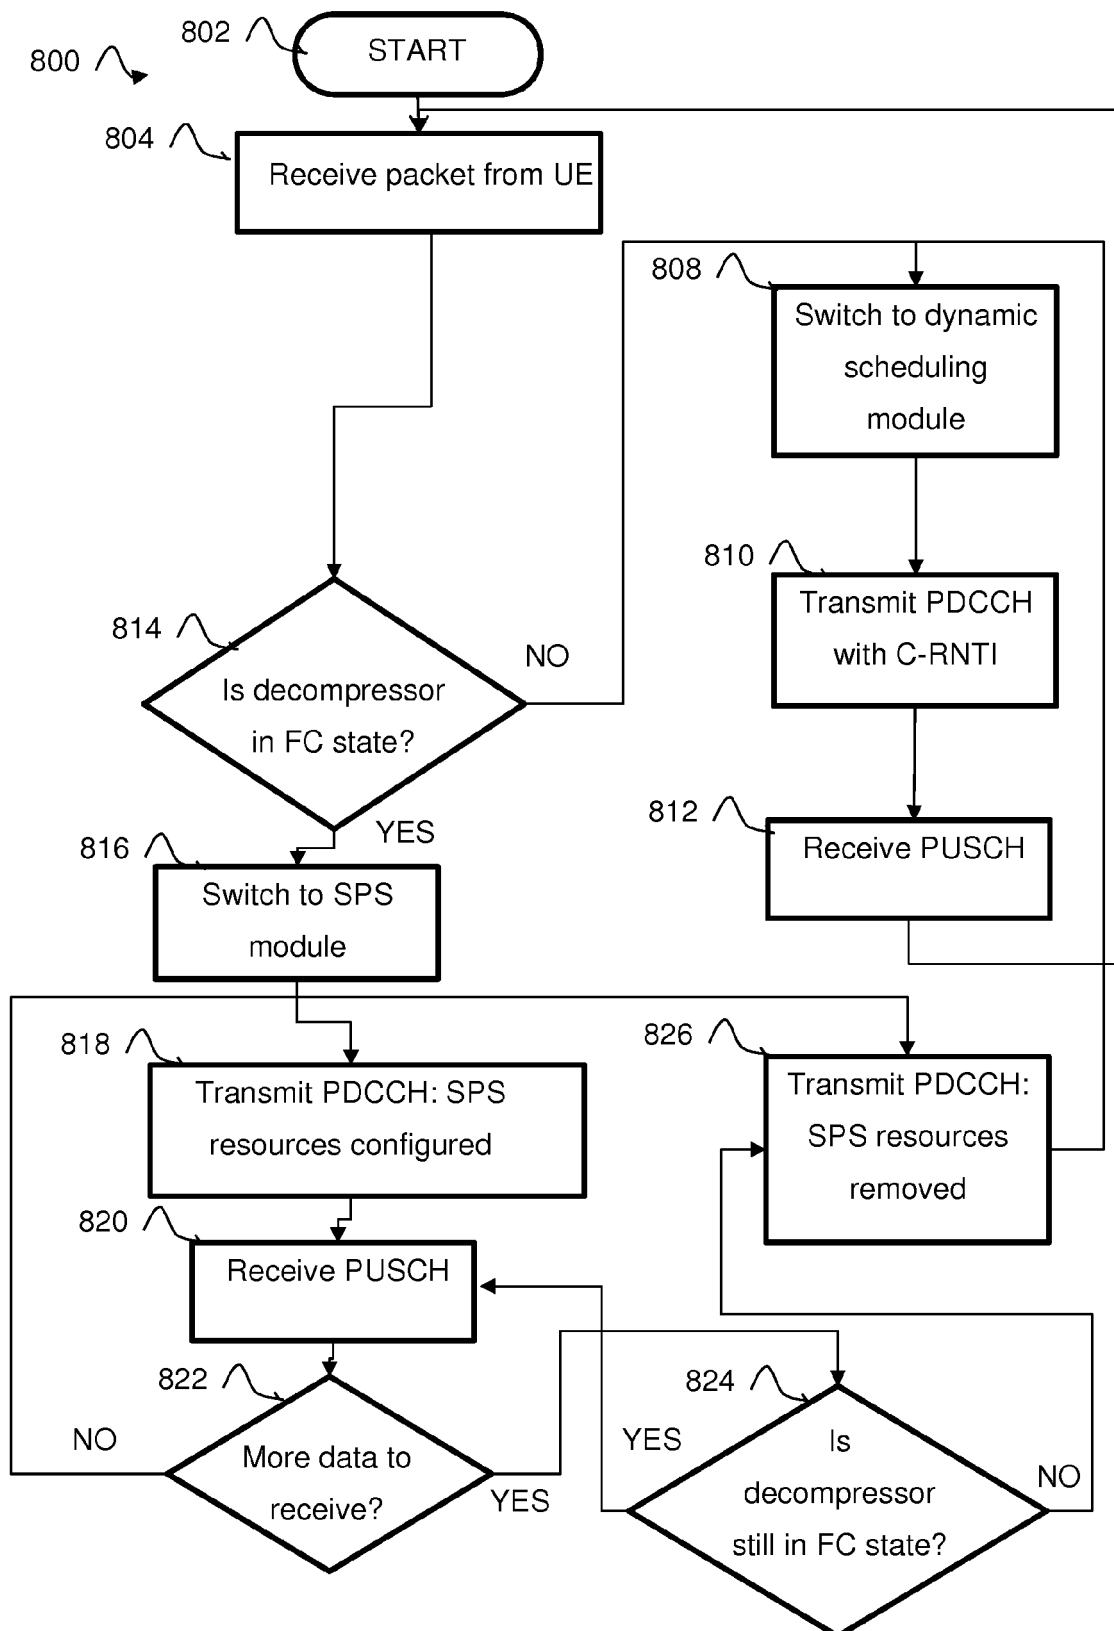 800
802
START
804
Receive packet from UE
808
Switch to dynamic
scheduling
module
810
Transmit PDCCH
with C-RNTI
812
Receive PUSCH
814
Is decompressor
in FC state?
NO
YES
816
Switch to SPS
module
818
Transmit PDCCH: SPS
resources configured
820
Receive PUSCH
822
More data to
receive?
NO
YES
824
Is
decompressor
still in FC state?
YES
NO
826
Transmit PDCCH:
SPS resources
removed